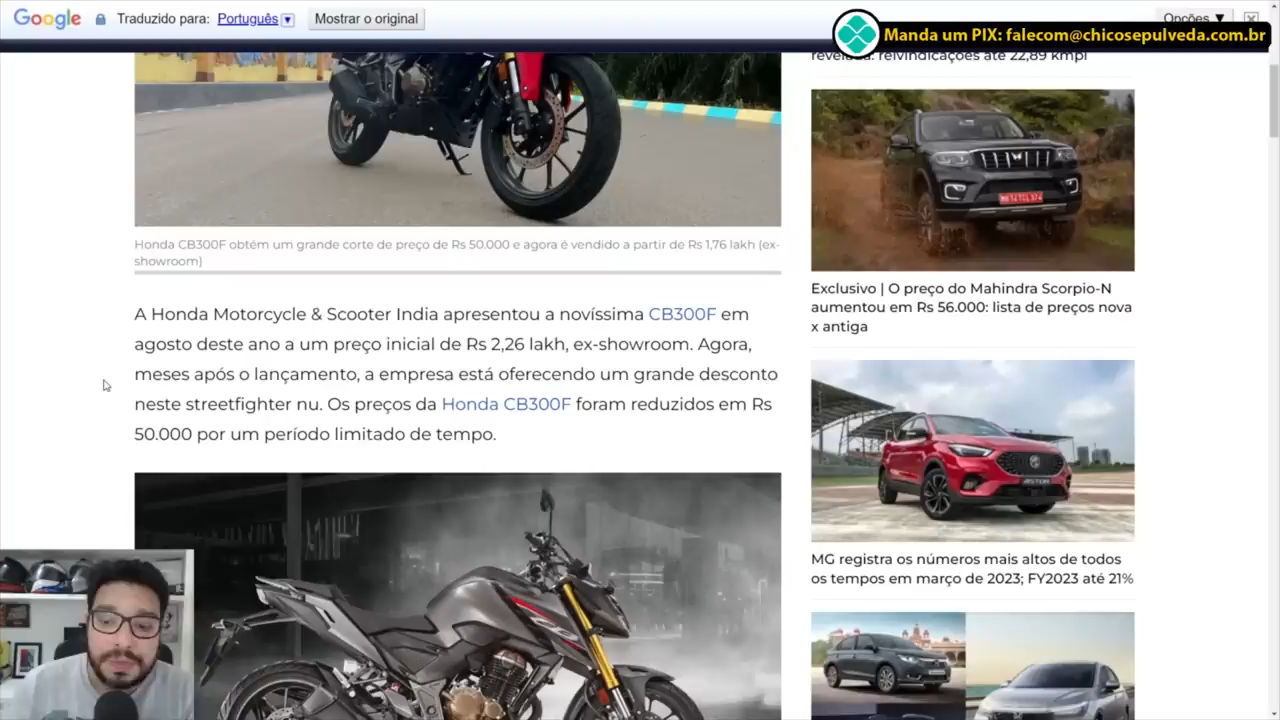 Google Traduzido para: Português Mostrar o original
Opções ▼
Manda um PIX: falecom@chicosepulveda.com.br
revelada: reivindicações até 22,89 kmpl
Honda CB300F obtém um grande corte de preço de Rs 50.000 e agora é vendido a partir de Rs 1,76 lakh (ex-
showroom)
A Honda Motorcycle & Scooter India apresentou a novíssima CB300F em
agosto deste ano a um preço inicial de Rs 2,26 lakh, ex-showroom. Agora,
meses após o lançamento, a empresa está oferecendo um grande desconto
neste streetfighter nu. Os preços da Honda CB300F foram reduzidos em Rs
50.000 por um período limitado de tempo.
Exclusivo | O preço do Mahindra Scorpio-N
aumentou em Rs 56.000: lista de preços nova
x antiga
ASTOR
MG registra os números mais altos de todos
os tempos em março de 2023; FY2023 até 21%